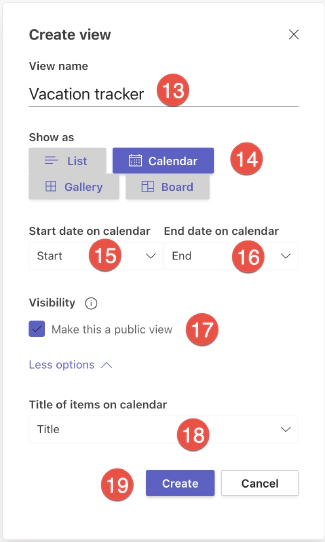 Create view
View name
Vacation tracker 13
Show as
List Calendar 14
Gallery Board
Start date on calendar End date on calendar
Start 15 End 16
Visibility
Make this a public view 17
Less options
Title of items on calendar
Title 18
19 Create Cancel